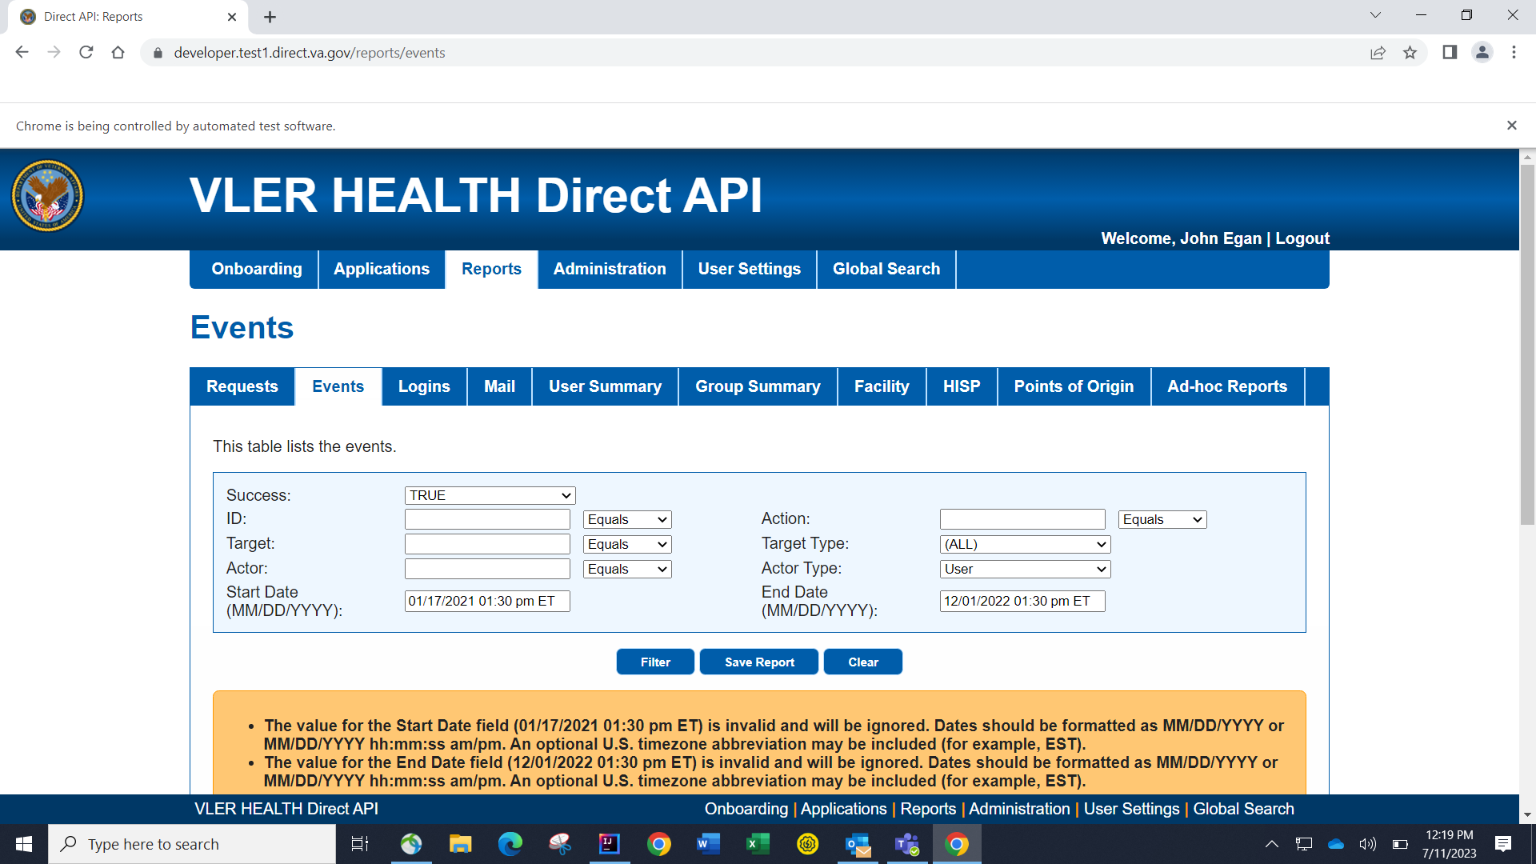 Direct API: Reports
developer.test1.direct.va.gov/reports/events
Chrome is being controlled by automated test software.
VLER HEALTH Direct API
Welcome, John Egan | Logout
Onboarding Applications Reports Administration User Settings Global Search
Events
Requests Events Logins Mail User Summary Group Summary Facility HISP Points of Origin Ad-hoc Reports
This table lists the events.
Success: TRUE
ID: Equals Action: Equals
Target: Equals Target Type: (ALL)
Actor: Equals Actor Type: User
Start Date (MM/DD/YYYY): 01/17/2021 01:30 pm ET End Date (MM/DD/YYYY): 12/01/2022 01:30 pm ET
Filter Save Report Clear
• The value for the Start Date field (01/17/2021 01:30 pm ET) is invalid and will be ignored. Dates should be formatted as MM/DD/YYYY or
MM/DD/YYYY hh:mm:ss am/pm. An optional U.S. timezone abbreviation may be included (for example, EST).
• The value for the End Date field (12/01/2022 01:30 pm ET) is invalid and will be ignored. Dates should be formatted as MM/DD/YYYY or
MM/DD/YYYY hh:mm:ss am/pm. An optional U.S. timezone abbreviation may be included (for example, EST).
VLER HEALTH Direct API Onboarding | Applications | Reports | Administration | User Settings | Global Search
Type here to search
12:19 PM
7/11/2023